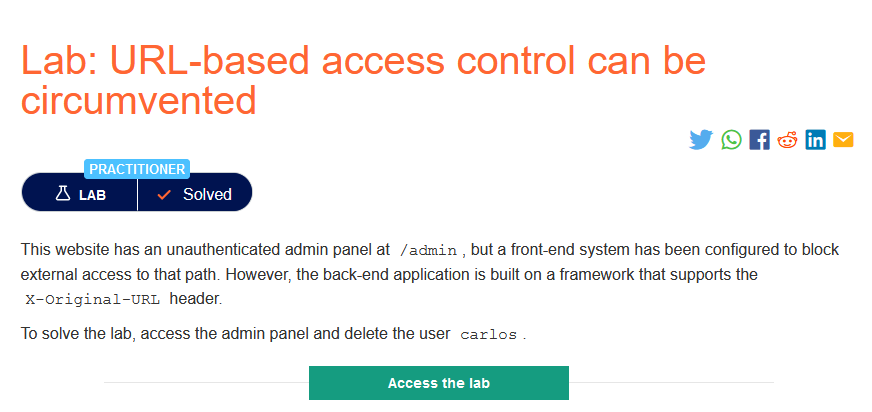 Lab: URL-based access control can be
circumvented
PRACTITIONER
LAB Solved
This website has an unauthenticated admin panel at /admin , but a front-end system has been configured to block
external access to that path. However, the back-end application is built on a framework that supports the
X-Original-URL header.
To solve the lab, access the admin panel and delete the user carlos .
Access the lab